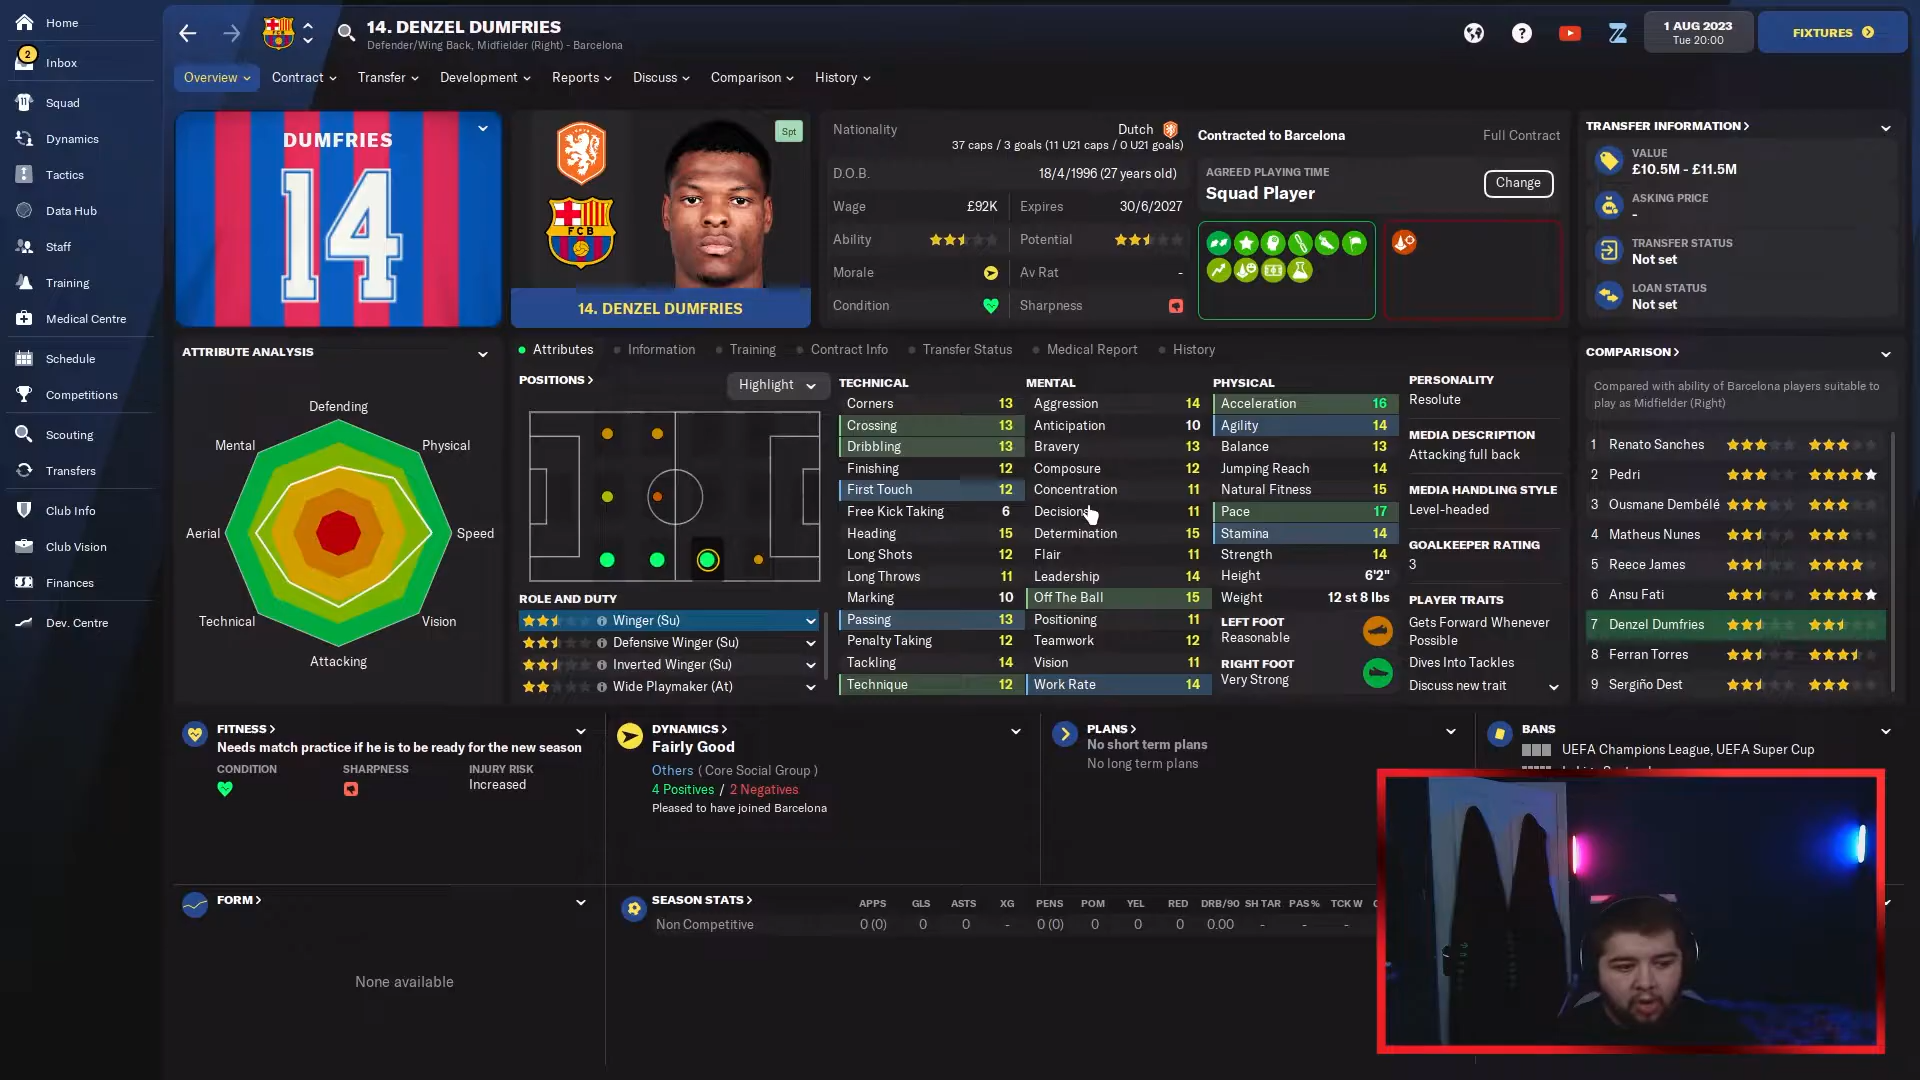 Home
2
Inbox
Squad
Dynamics
Tactics
Data Hub
Staff
Training
Medical Centre
Schedule
Competitions
Scouting
Transfers
Club Info
Club Vision
Finances
Dev. Centre
14. DENZEL DUMFRIES
Defender/Wing Back, Midfielder (Right) - Barcelona
1 AUG 2023
Tue 20:00
FIXTURES
Overview Contract Transfer Development Reports Discuss Comparison History
DUMFRIES
14
Spt
FCB
14. DENZEL DUMFRIES
Nationality Dutch
37 caps / 3 goals (11 U21 caps / 0 U21 goals)
D.O.B. 18/4/1996 (27 years old)
Wage £92K Expires 30/6/2027
Ability Potential
Morale Av Rat -
Condition Sharpness
Contracted to Barcelona Full Contract
AGREED PLAYING TIME
Squad Player
Change
TRANSFER INFORMATION >
VALUE
£10.5M - £11.5M
ASKING PRICE
-
TRANSFER STATUS
Not set
LOAN STATUS
Not set
ATTRIBUTE ANALYSIS
Defending
Mental Physical
Aerial Speed
Technical Vision
Attacking
Attributes Information Training Contract Info Transfer Status Medical Report History
POSITIONS >
Highlight
ROLE AND DUTY
Winger (Su)
Defensive Winger (Su)
Inverted Winger (Su)
Wide Playmaker (At)
TECHNICAL
Corners 13
Crossing 13
Dribbling 13
Finishing 12
First Touch 12
Free Kick Taking 6
Heading 15
Long Shots 12
Long Throws 11
Marking 10
Passing 13
Penalty Taking 12
Tackling 14
Technique 12
MENTAL
Aggression 14
Anticipation 10
Bravery 13
Composure 12
Concentration 11
Decisions 11
Determination 15
Flair 11
Leadership 14
Off The Ball 15
Positioning 11
Teamwork 12
Vision 11
Work Rate 14
PHYSICAL
Acceleration 16
Agility 14
Balance 13
Jumping Reach 14
Natural Fitness 15
Pace 17
Stamina 14
Strength 14
Height 6'2"
Weight 12 st 8 lbs
LEFT FOOT
Reasonable
RIGHT FOOT
Very Strong
PERSONALITY
Resolute
MEDIA DESCRIPTION
Attacking full back
MEDIA HANDLING STYLE
Level-headed
GOALKEEPER RATING
3
PLAYER TRAITS
Gets Forward Whenever
Possible
Dives Into Tackles
Discuss new trait
COMPARISON >
Compared with ability of Barcelona players suitable to
play as Midfielder (Right)
1 Renato Sanches
2 Pedri
3 Ousmane Dembélé
4 Matheus Nunes
5 Reece James
6 Ansu Fati
7 Denzel Dumfries
8 Ferran Torres
9 Sergiño Dest
FITNESS >
Needs match practice if he is to be ready for the new season
CONDITION SHARPNESS INJURY RISK
Increased
DYNAMICS >
Fairly Good
Others ( Core Social Group )
4 Positives / 2 Negatives
Pleased to have joined Barcelona
PLANS >
No short term plans
No long term plans
BANS
UEFA Champions League, UEFA Super Cup
FORM >
None available
SEASON STATS > APPS GLS ASTS XG PENS POM YEL RED DRB/90 SH TAR PAS % TCK W
Non Competitive 0 (0) 0 0 - 0 (0) 0 0 0 0.00 - - -